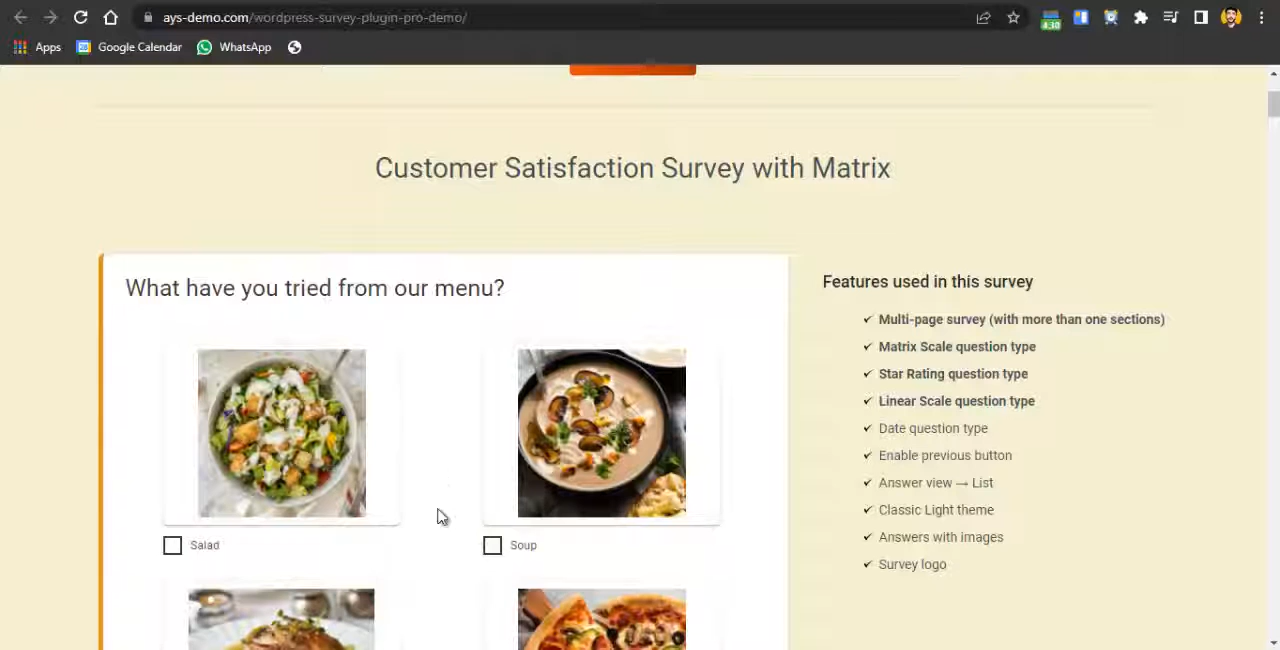 ays-demo.com/wordpress-survey-plugin-pro-demo/
4:30
Apps
Google Calendar
WhatsApp
Customer Satisfaction Survey with Matrix
What have you tried from our menu?
Salad
Soup
Features used in this survey
Multi-page survey (with more than one sections)
Matrix Scale question type
Star Rating question type
Linear Scale question type
Date question type
Enable previous button
Answer view → List
Classic Light theme
Answers with images
Survey logo